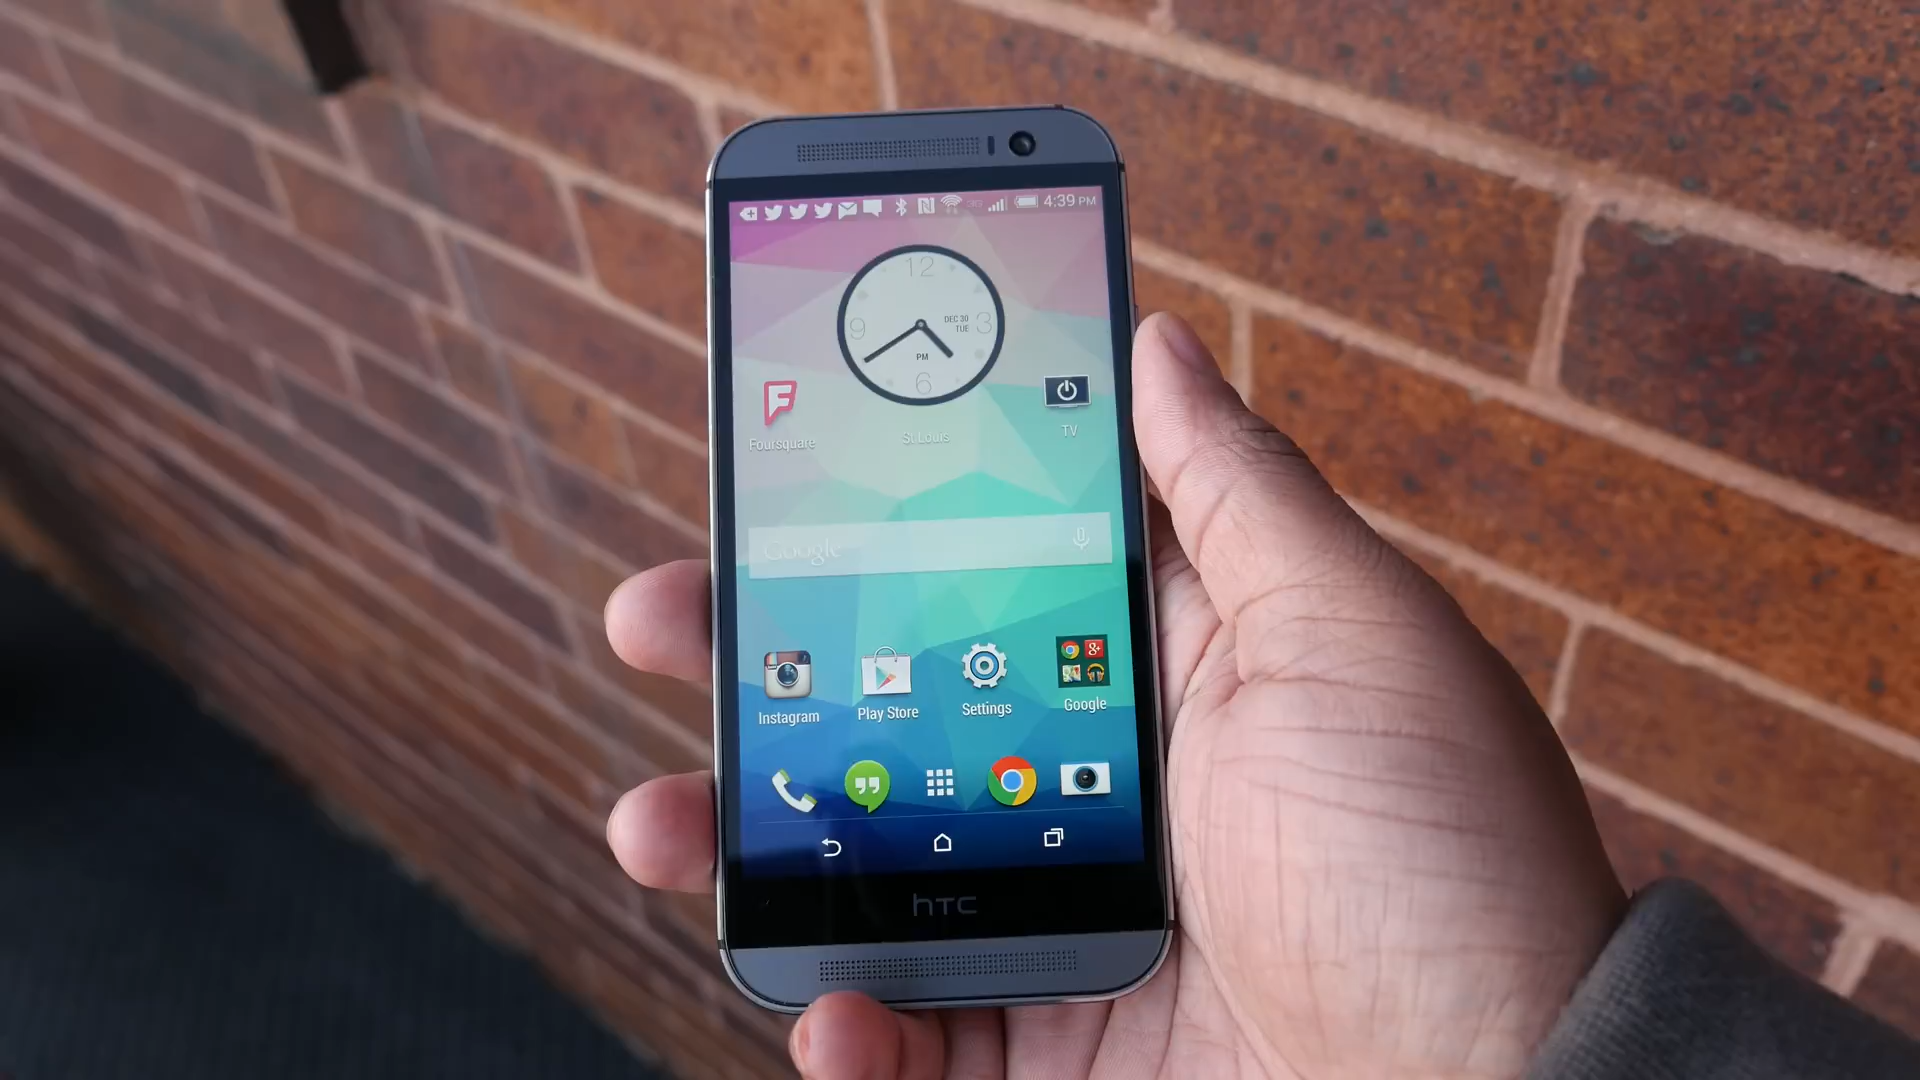 3G 4:39 PM
12
9 3
DEC 30
TUE
PM
6
Foursquare St Louis TV
Google
Instagram Play Store Settings Google
hTC